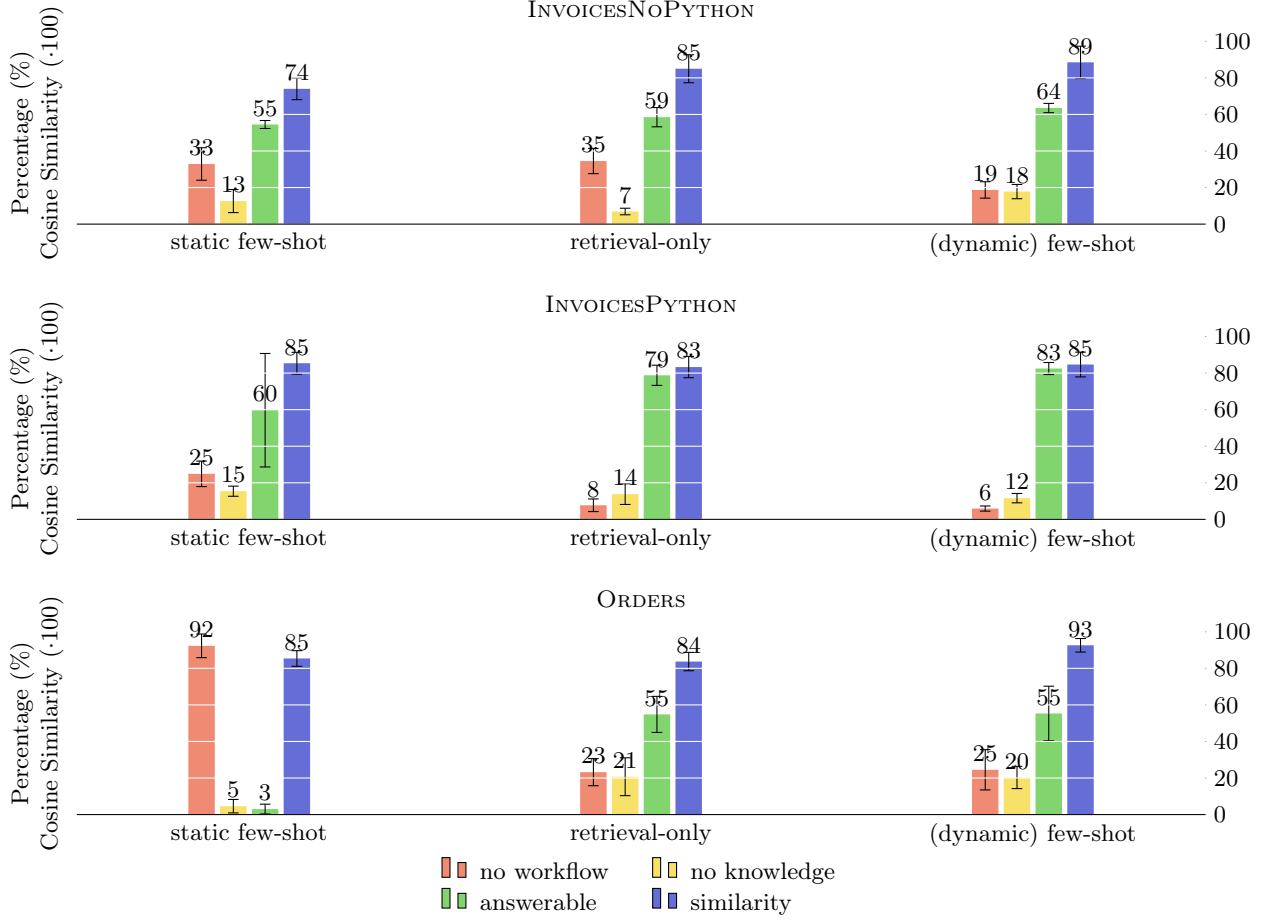 InvoicesNoPython
Percentage (%)
Cosine Similarity (·100)
33 13 55 74
35 7 59 85
19 18 64 89
100
80
60
40
20
0
static few-shot retrieval-only (dynamic) few-shot
InvoicesPython
Percentage (%)
Cosine Similarity (·100)
25 15 60 85
8 14 79 83
6 12 83 85
100
80
60
40
20
0
static few-shot retrieval-only (dynamic) few-shot
Orders
Percentage (%)
Cosine Similarity (·100)
92 5 3 85
23 21 55 84
25 20 55 93
100
80
60
40
20
0
static few-shot retrieval-only (dynamic) few-shot
no workflow no knowledge
answerable similarity